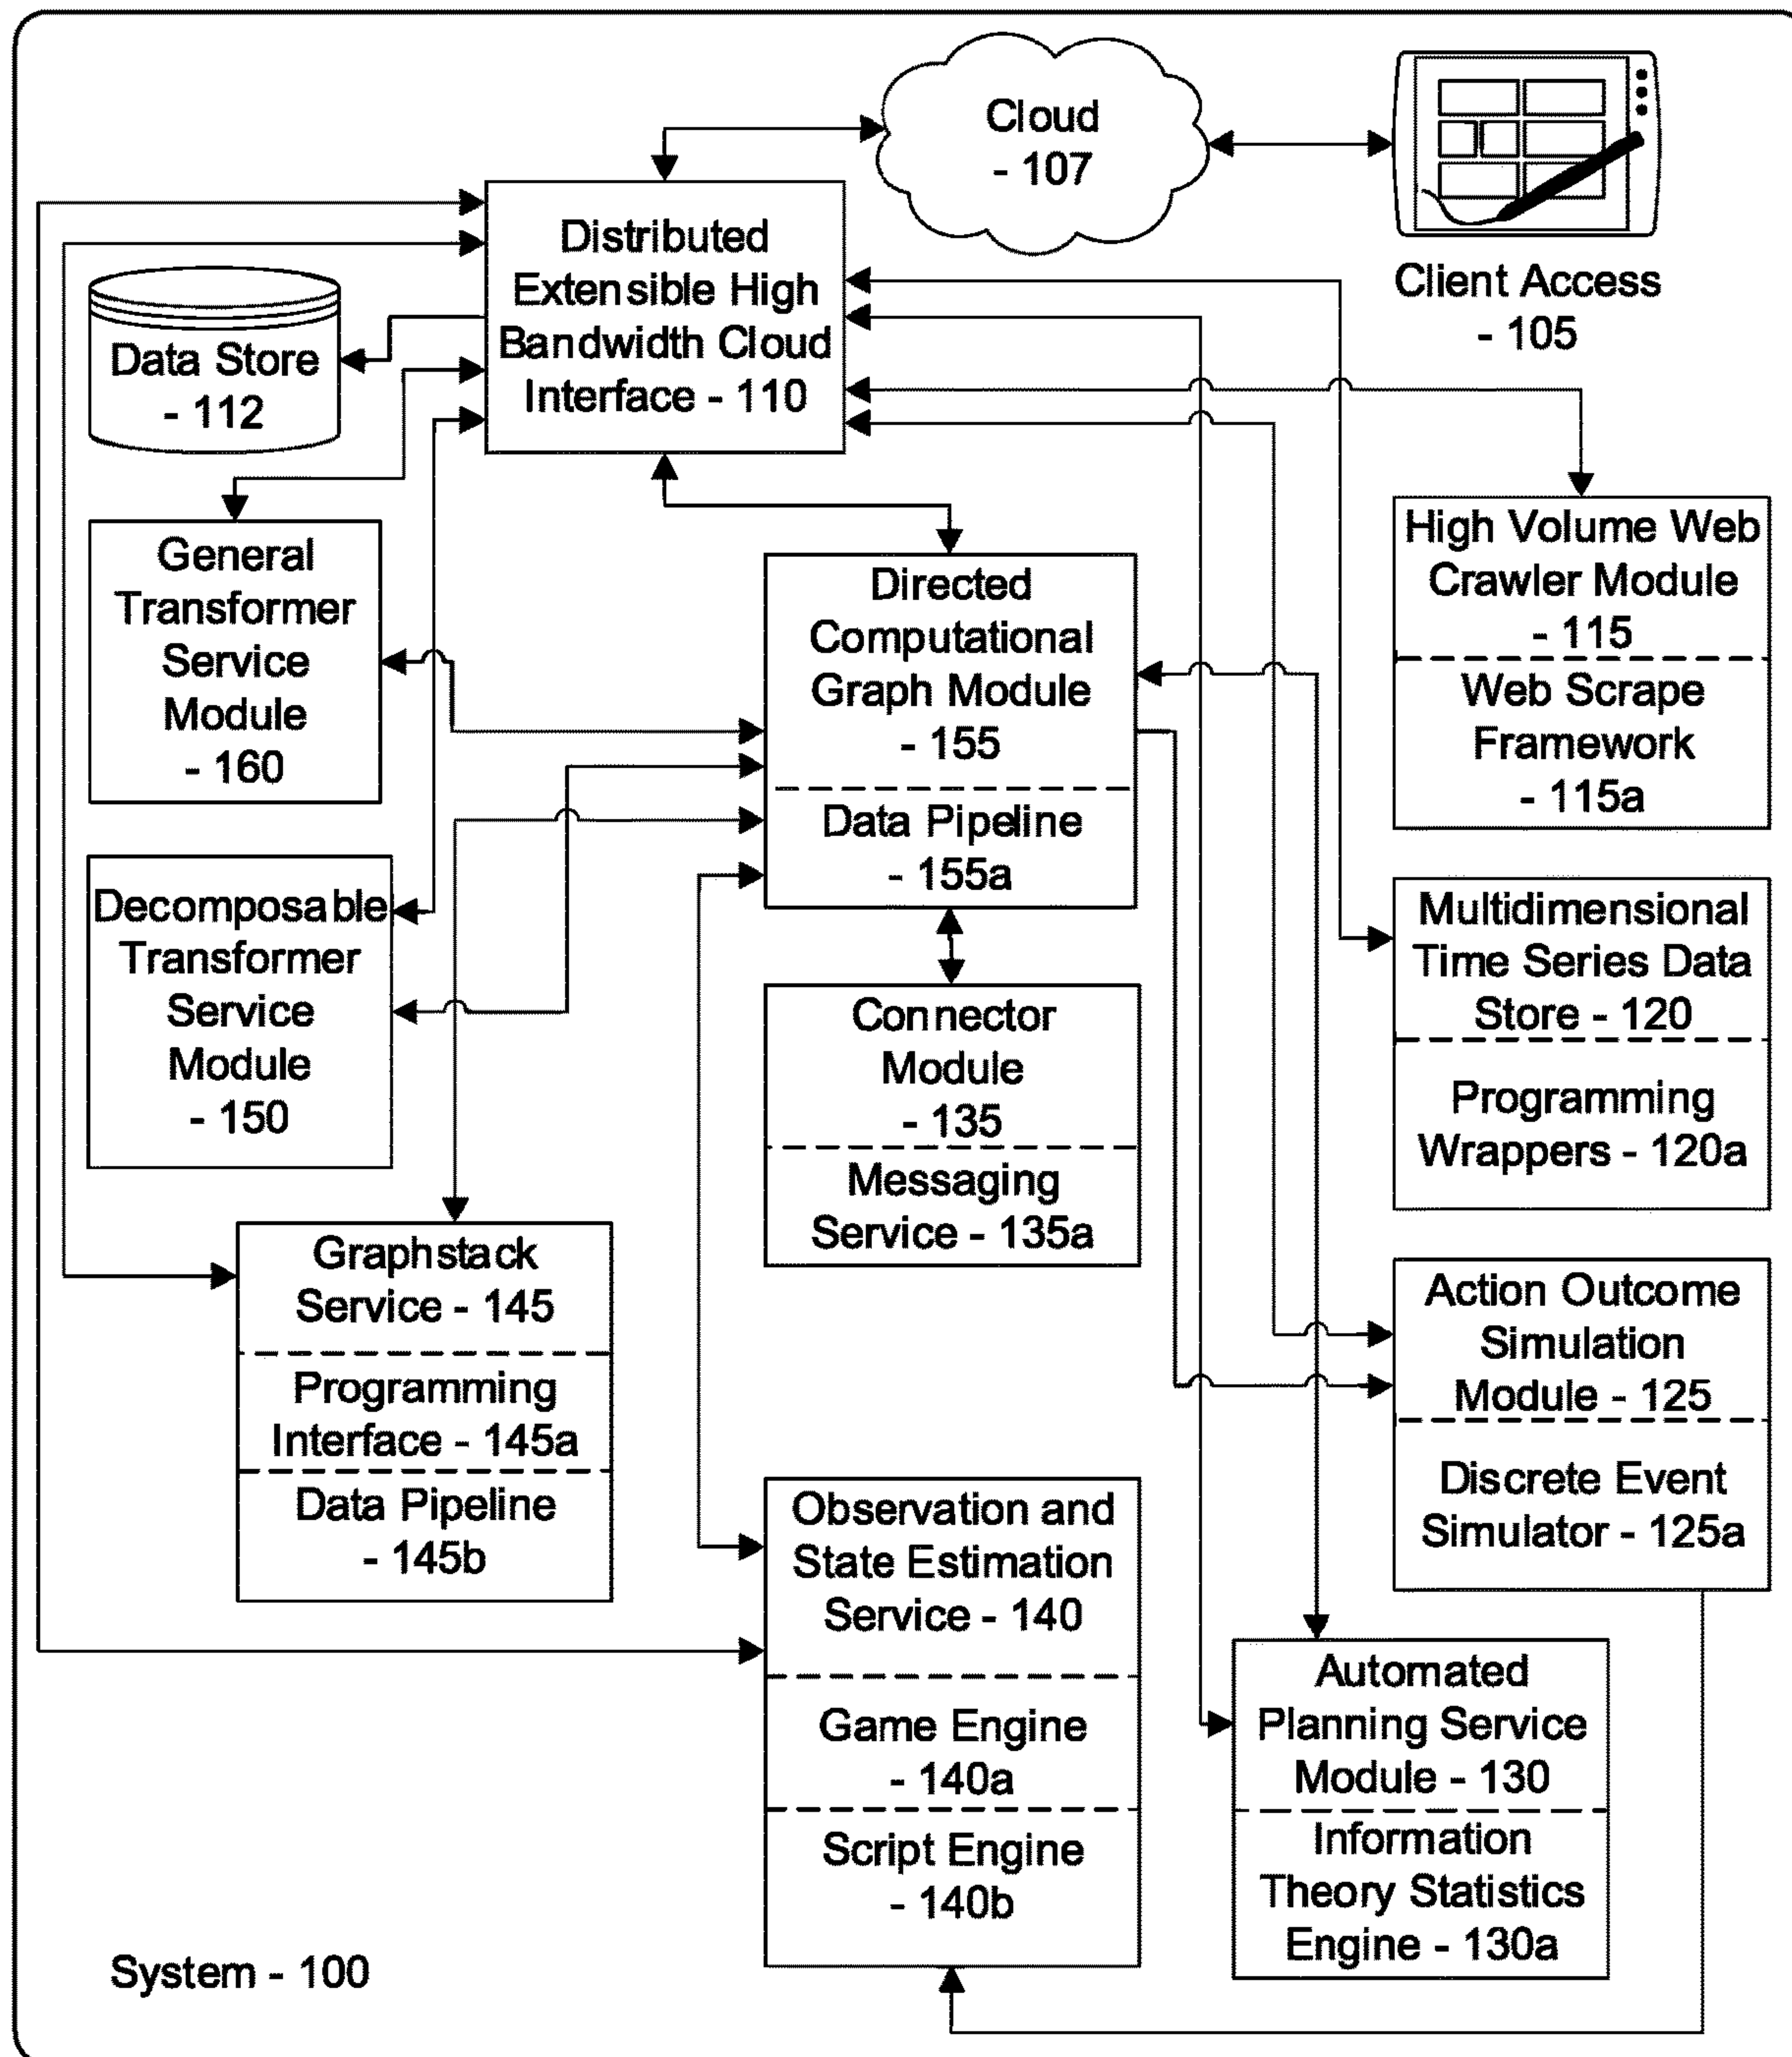 Cloud
- 107
Client Access
- 105
Distributed
Extensible High
Bandwidth Cloud
Interface - 110
Data Store
- 112
General
Transformer
Service
Module
- 160
Directed
Computational
Graph Module
- 155
Data Pipeline
- 155a
High Volume Web
Crawler Module
- 115
Web Scrape
Framework
- 115a
Decomposable
Transformer
Service
Module
- 150
Connector
Module
- 135
Messaging
Service - 135a
Multidimensional
Time Series Data
Store - 120
Programming
Wrappers - 120a
Graphstack
Service - 145
Programming
Interface - 145a
Data Pipeline
- 145b
Action Outcome
Simulation
Module - 125
Discrete Event
Simulator - 125a
Observation and
State Estimation
Service - 140
Game Engine
- 140a
Script Engine
- 140b
Automated
Planning Service
Module - 130
Information
Theory Statistics
Engine - 130a
System - 100